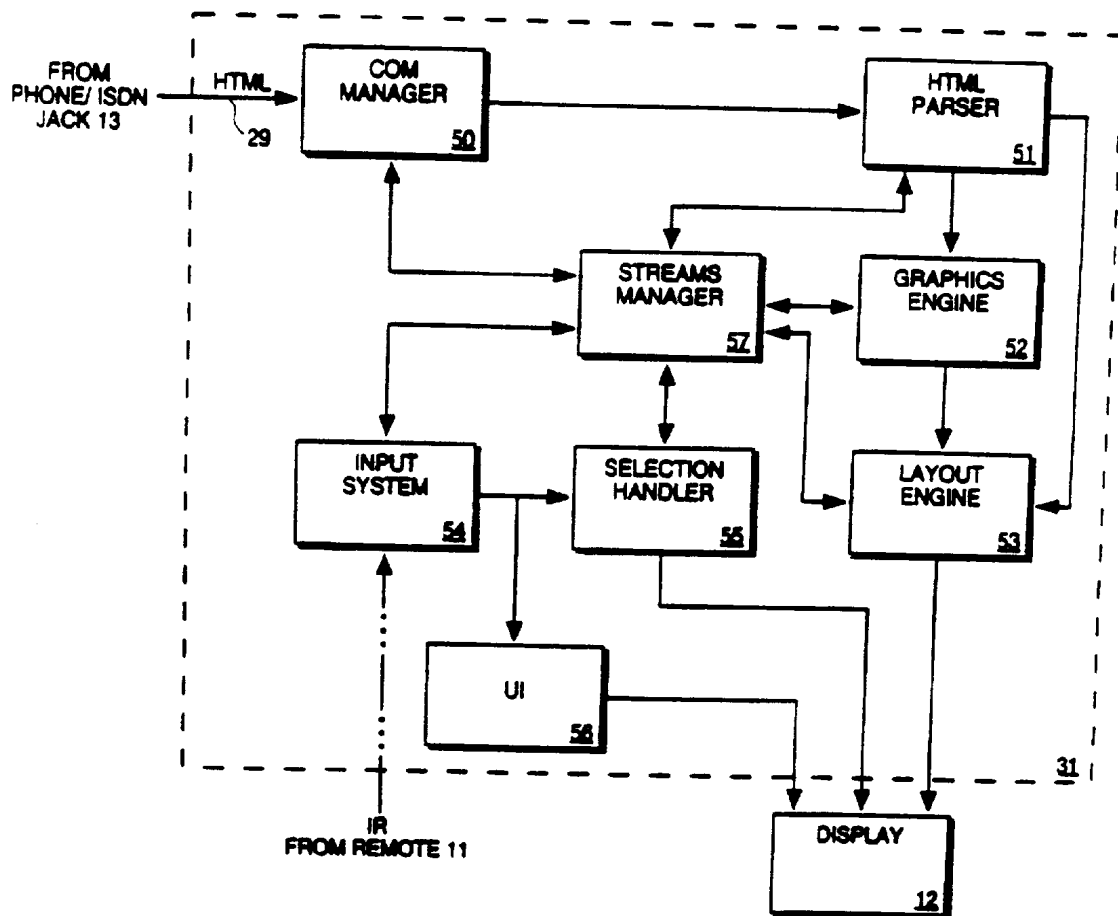 FROM
PHONE/ ISDN
JACK 13
HTML
29
COM
MANAGER
50
HTML
PARSER
51
STREAMS
MANAGER
57
GRAPHICS
ENGINE
52
INPUT
SYSTEM
54
SELECTION
HANDLER
55
LAYOUT
ENGINE
53
UI
56
31
IR
FROM REMOTE 11
DISPLAY
12